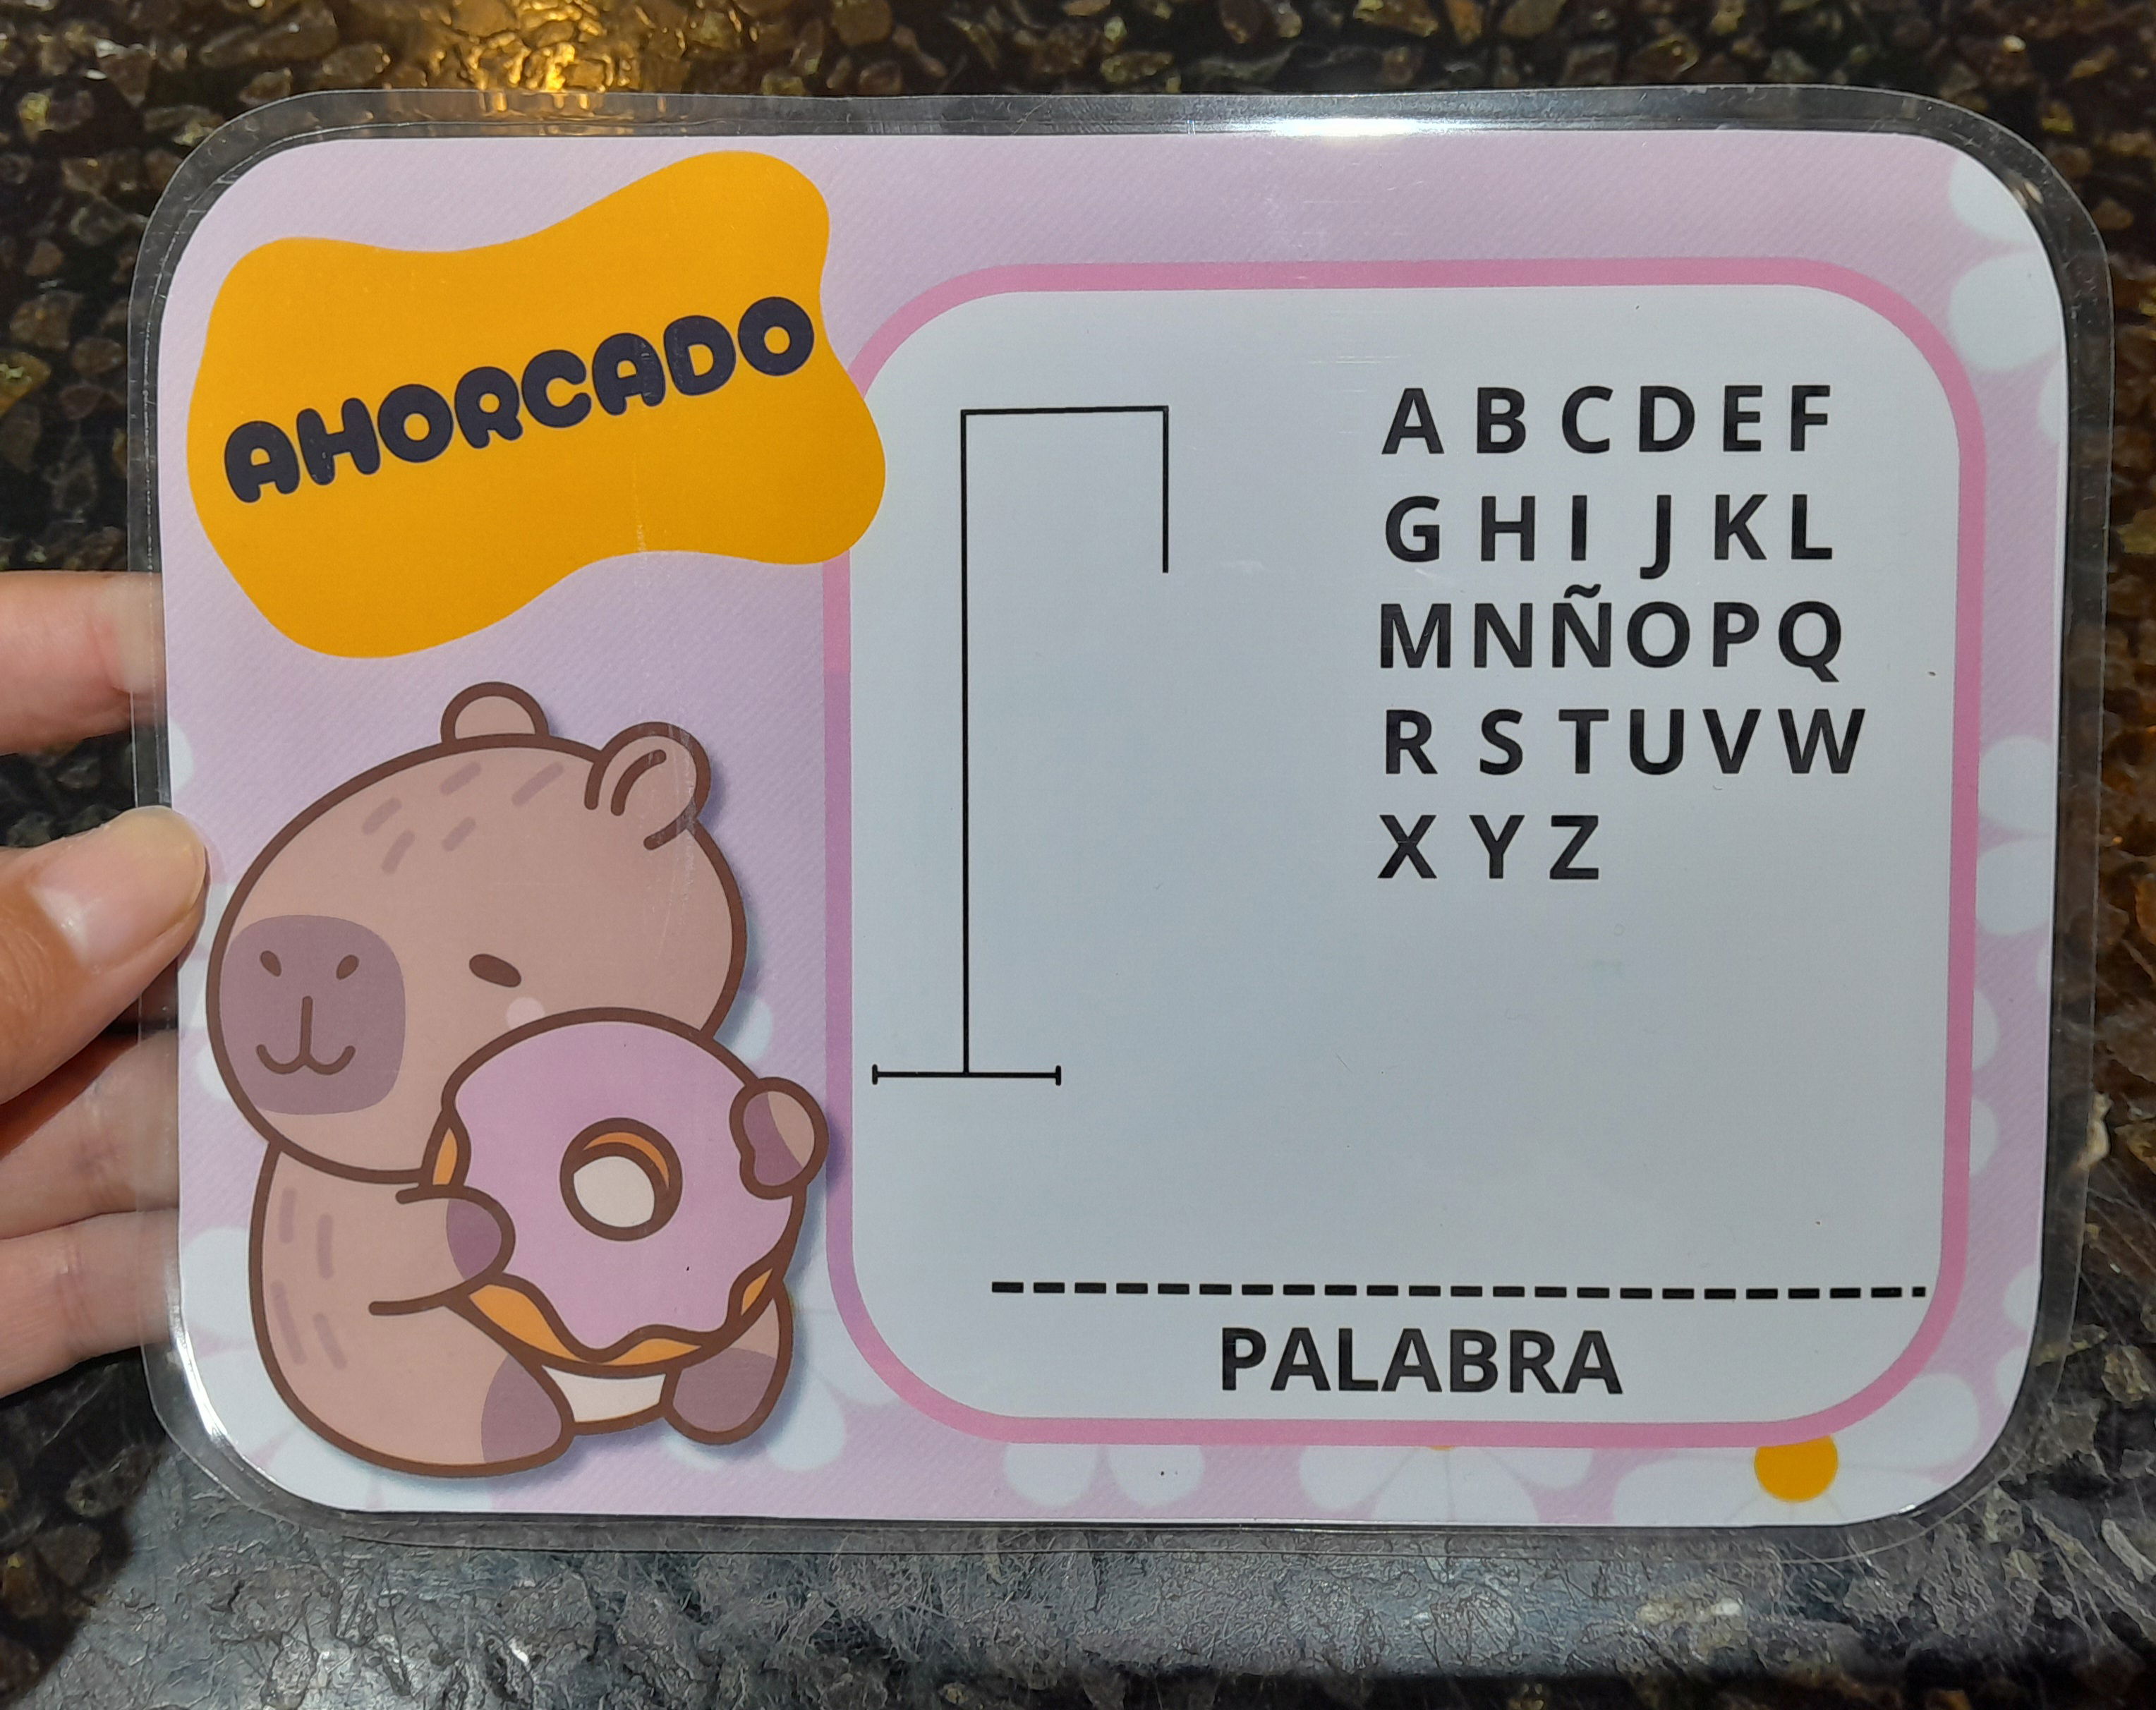 AHORCADO
A B C D E F
G H I J K L
M N Ñ O P Q
R S T U V W
X Y Z
PALABRA